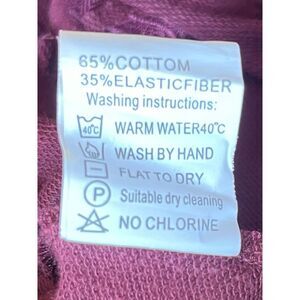 65%COTTOM
35%ELASTICFIBER
Washing instructions:
40℃ WARM WATER40℃
WASH BY HAND
FLAT TO DRY
P Suitable dry cleaning
NO CHLORINE